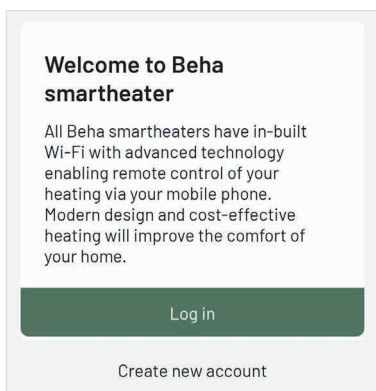 Welcome to Beha
smartheater
All Beha smartheaters have in-built
Wi-Fi with advanced technology
enabling remote control of your
heating via your mobile phone.
Modern design and cost-effective
heating will improve the comfort of
your home.
Log in
Create new account